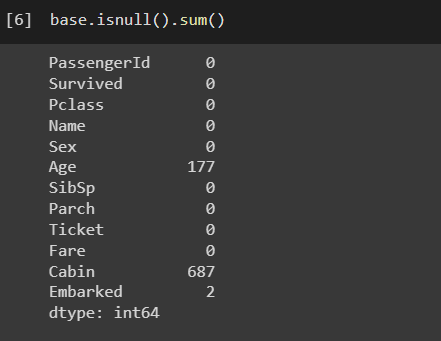 [6] base.isnull().sum()
PassengerId 0
Survived 0
Pclass 0
Name 0
Sex 0
Age 177
SibSp 0
Parch 0
Ticket 0
Fare 0
Cabin 687
Embarked 2
dtype: int64